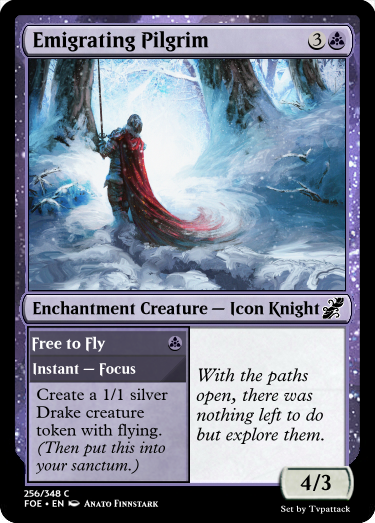 Emigrating Pilgrim 3
Enchantment Creature — Icon Knight
Free to Fly
Instant — Focus
Create a 1/1 silver
Drake creature
token with flying.
(Then put this into
your sanctum.)
With the paths
open, there was
nothing left to do
but explore them.
4/3
256/348 C
FOE • EN Anato Finnstark
Set by Tvpattack